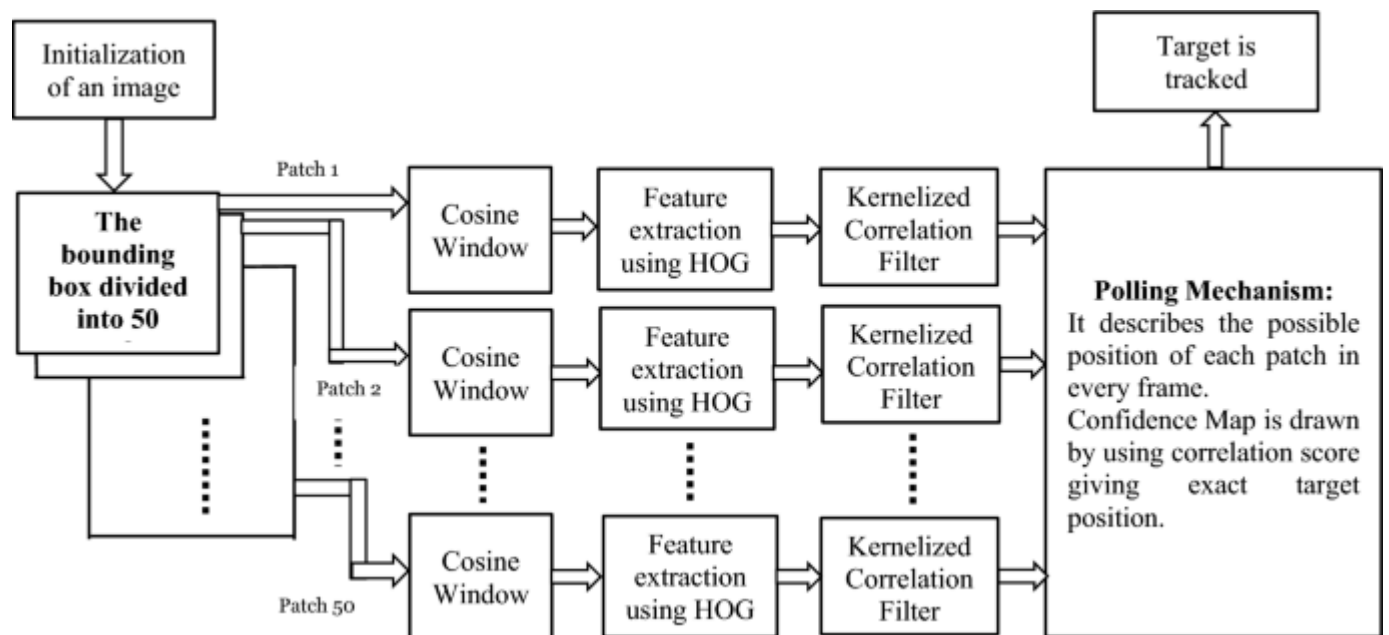 Initialization
of an image
Target is
tracked
Patch 1
The
bounding
box divided
into 50
Cosine
Window
Feature
extraction
using HOG
Kernelized
Correlation
Filter
Patch 2
Cosine
Window
Feature
extraction
using HOG
Kernelized
Correlation
Filter
Patch 50
Cosine
Window
Feature
extraction
using HOG
Kernelized
Correlation
Filter
Polling Mechanism:
It describes the possible
position of each patch in
every frame.
Confidence Map is drawn
by using correlation score
giving exact target
position.